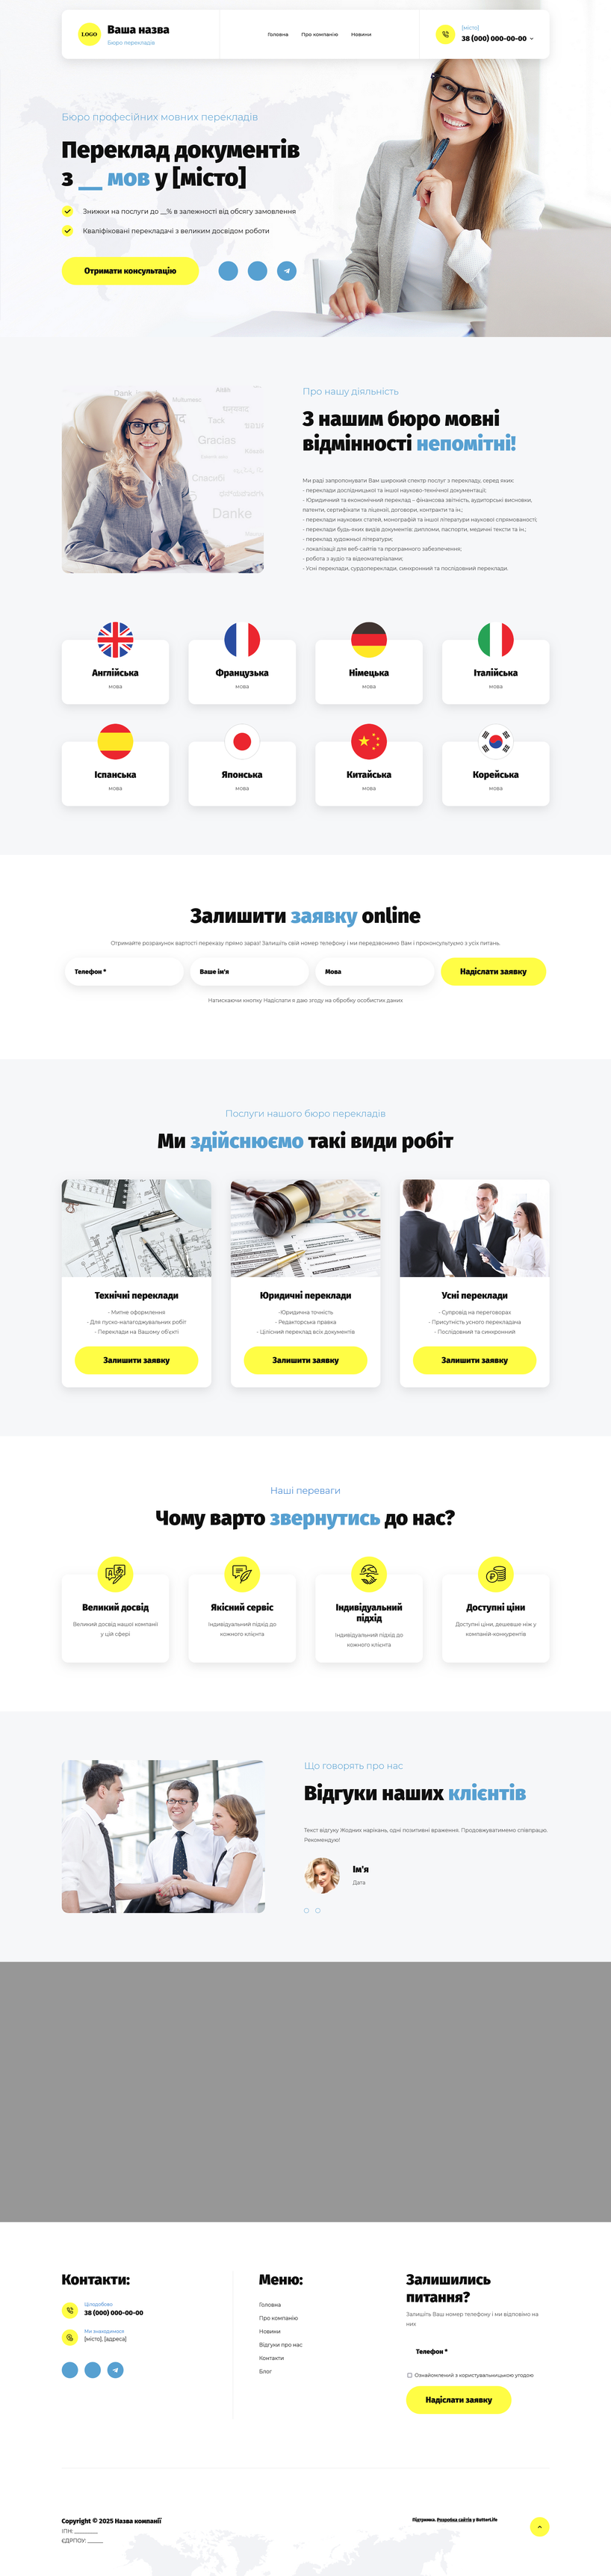 LOGO
Ваша назва
Бюро перекладів
Головна
Про компанію
Новини
[місто]
38 (000) 000-00-00
Бюро професійних мовних перекладів
Переклад документів
з __ мов у [місто]
Знижки на послуги до __% в залежності від обсягу замовлення
Кваліфіковані перекладачі з великим досвідом роботи
Отримати консультацію
Dank
Tack
Gracias
Спасибі
Danke
Про нашу діяльність
З нашим бюро мовні
відмінності непомітні!
Ми раді запропонувати Вам широкий спектр послуг з перекладу, серед яких:
- переклади дослідницької та іншої науково-технічної документації;
- Юридичний та економічний переклад – фінансова звітність, аудиторські висновки,
патенти, сертифікати та ліцензії, договори, контракти та ін.;
- переклади наукових статей, монографій та іншої літератури наукової спрямованості;
- переклади будь-яких видів документів: дипломи, паспорти, медичні тексти та ін.;
- переклад художньої літератури;
- локалізації для веб-сайтів та програмного забезпечення;
- робота з аудіо та відеоматеріалами;
- Усні переклади, сурдопереклади, синхронний та послідовний переклади.
Англійська
мова
Французька
мова
Німецька
мова
Італійська
мова
Іспанська
мова
Японська
мова
Китайська
мова
Корейська
мова
Залишити заявку online
Отримайте розрахунок вартості переказу прямо зараз! Залишіть свій номер телефону і ми передзвонимо Вам і проконсультуємо з усіх питань.
Телефон *
Ваше ім'я
Мова
Надіслати заявку
Натискаючи кнопку Надіслати я даю згоду на обробку особистих даних
Послуги нашого бюро перекладів
Ми здійснюємо такі види робіт
Технічні переклади
- Митне оформлення
- Для пуско-налагоджувальних робіт
- Переклади на Вашому об'єкті
Залишити заявку
Юридичні переклади
-Юридична точність
- Редакторська правка
- Цілісний переклад всіх документів
Залишити заявку
Усні переклади
- Супровід на переговорах
- Присутність усного перекладача
- Послідовний та синхронний
Залишити заявку
Наші переваги
Чому варто звернутись до нас?
Великий досвід
Великий досвід нашої компанії
у цій сфері
Якісний сервіс
Індивідуальний підхід до
кожного клієнта
Індивідуальний
підхід
Індивідуальний підхід до
кожного клієнта
Доступні ціни
Доступні ціни, дешевше ніж у
компаній-конкурентів
Що говорять про нас
Відгуки наших клієнтів
Текст відгуку Жодних нарікань, одні позитивні враження. Продовжуватимемо співпрацю.
Рекомендую!
Ім'я
Дата
Контакти:
Цілодобово
38 (000) 000-00-00
Ми знаходимося
[місто], [адреса]
Меню:
Головна
Про компанію
Новини
Відгуки про нас
Контакти
Блог
Залишились
питання?
Залишіть Ваш номер телефону і ми відповімо на
них
Телефон *
Ознайомлений з користувальницькою угодою
Надіслати заявку
Copyright © 2025 Назва компанії
ІПН: ________
ЄДРПОУ: _____
Підтримка. Розробка сайтів у ButterLife